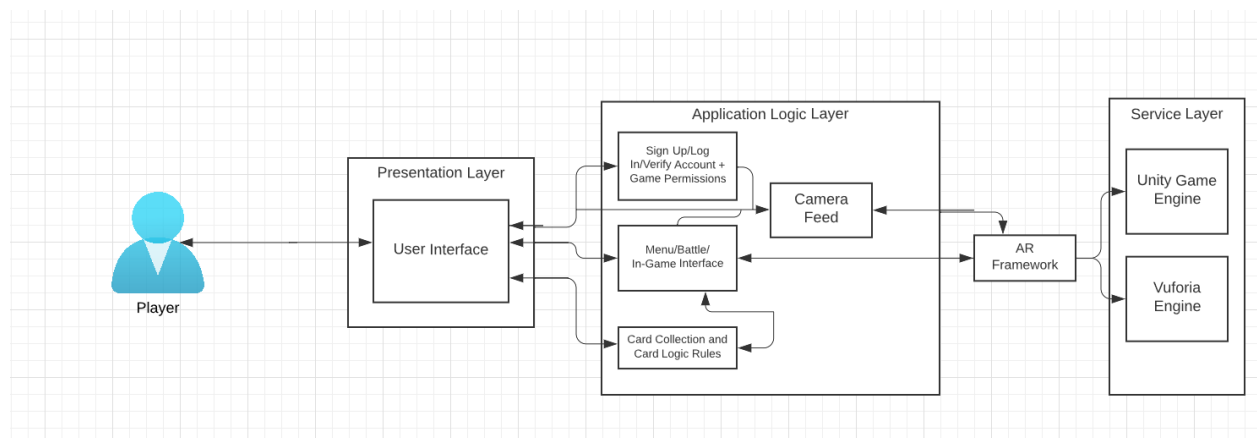 Player
Presentation Layer
User Interface
Application Logic Layer
Sign Up/Log
In/Verify Account +
Game Permissions
Camera
Feed
Menu/Battle/
In-Game Interface
Card Collection and
Card Logic Rules
AR
Framework
Service Layer
Unity Game
Engine
Vuforia
Engine